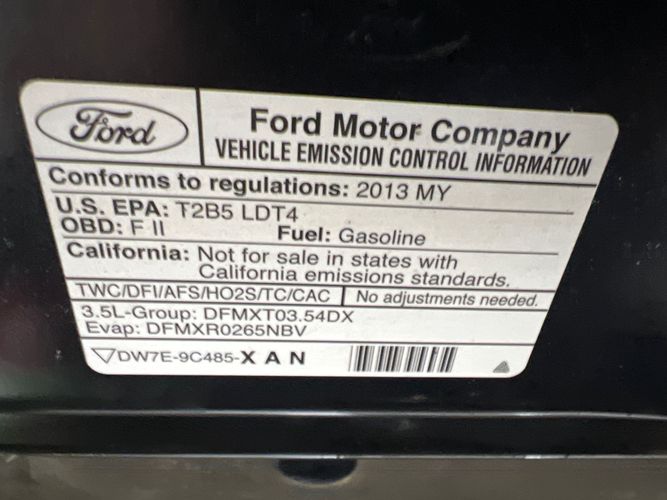 Ford
Ford Motor Company
VEHICLE EMISSION CONTROL INFORMATION
Conforms to regulations: 2013 MY
U.S. EPA: T2B5 LDT4
OBD: F II Fuel: Gasoline
California: Not for sale in states with
California emissions standards.
TWC/DFI/AFS/HO2S/TC/CAC No adjustments needed.
3.5L-Group: DFMXT03.54DX
Evap: DFMXR0265NBV
DW7E-9C485-X A N